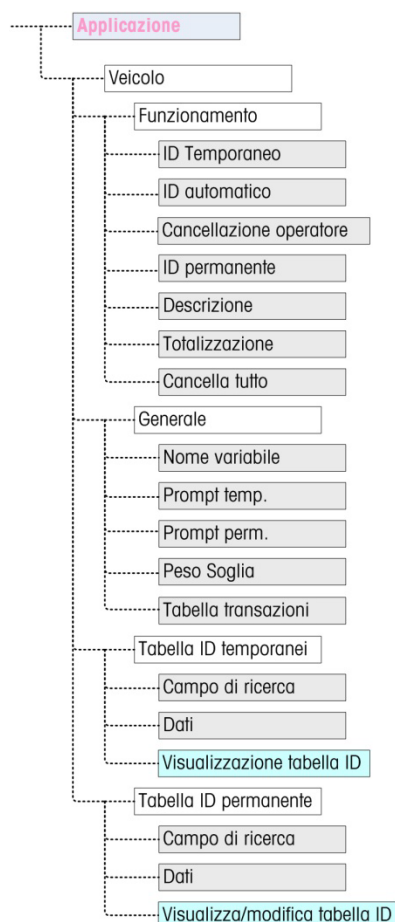 Applicazione
Veicolo
Funzionamento
ID Temporaneo
ID automatico
Cancellazione operatore
ID permanente
Descrizione
Totalizzazione
Cancella tutto
Generale
Nome variabile
Prompt temp.
Prompt perm.
Peso Soglia
Tabella transazioni
Tabella ID temporanei
Campo di ricerca
Dati
Visualizzazione tabella ID
Tabella ID permanente
Campo di ricerca
Dati
Visualizza/modifica tabella ID